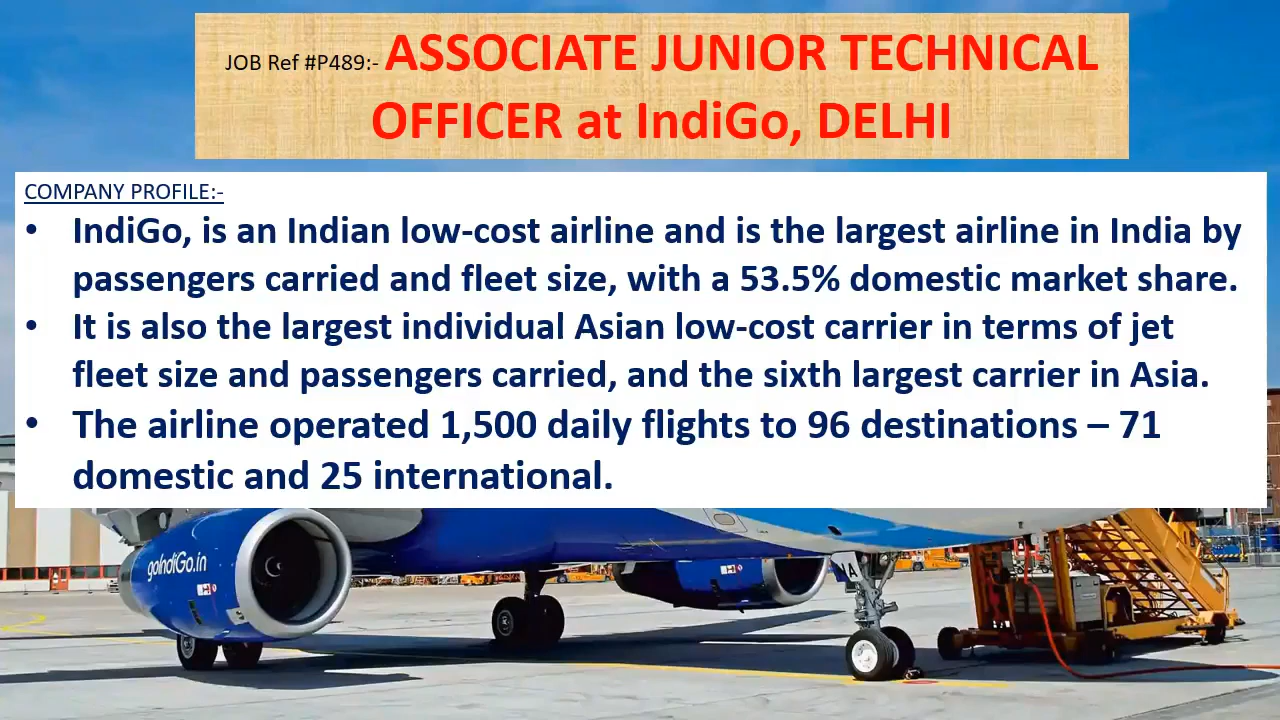 JOB Ref #P489:- ASSOCIATE JUNIOR TECHNICAL
OFFICER at IndiGo, DELHI
COMPANY PROFILE:-
• IndiGo, is an Indian low-cost airline and is the largest airline in India by
passengers carried and fleet size, with a 53.5% domestic market share.
• It is also the largest individual Asian low-cost carrier in terms of jet
fleet size and passengers carried, and the sixth largest carrier in Asia.
• The airline operated 1,500 daily flights to 96 destinations – 71
domestic and 25 international.
goIndiGo.in
YA